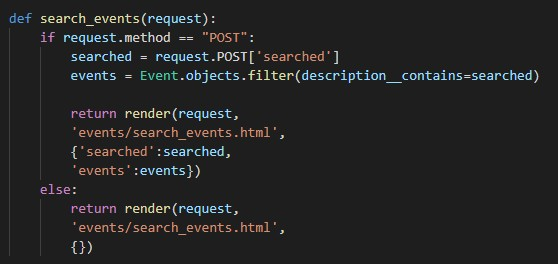 def search_events(request):
    if request.method == "POST":
        searched = request.POST['searched']
        events = Event.objects.filter(description__contains=searched)

        return render(request,
        'events/search_events.html',
        {'searched':searched,
        'events':events})
    else:
        return render(request,
        'events/search_events.html',
        {})